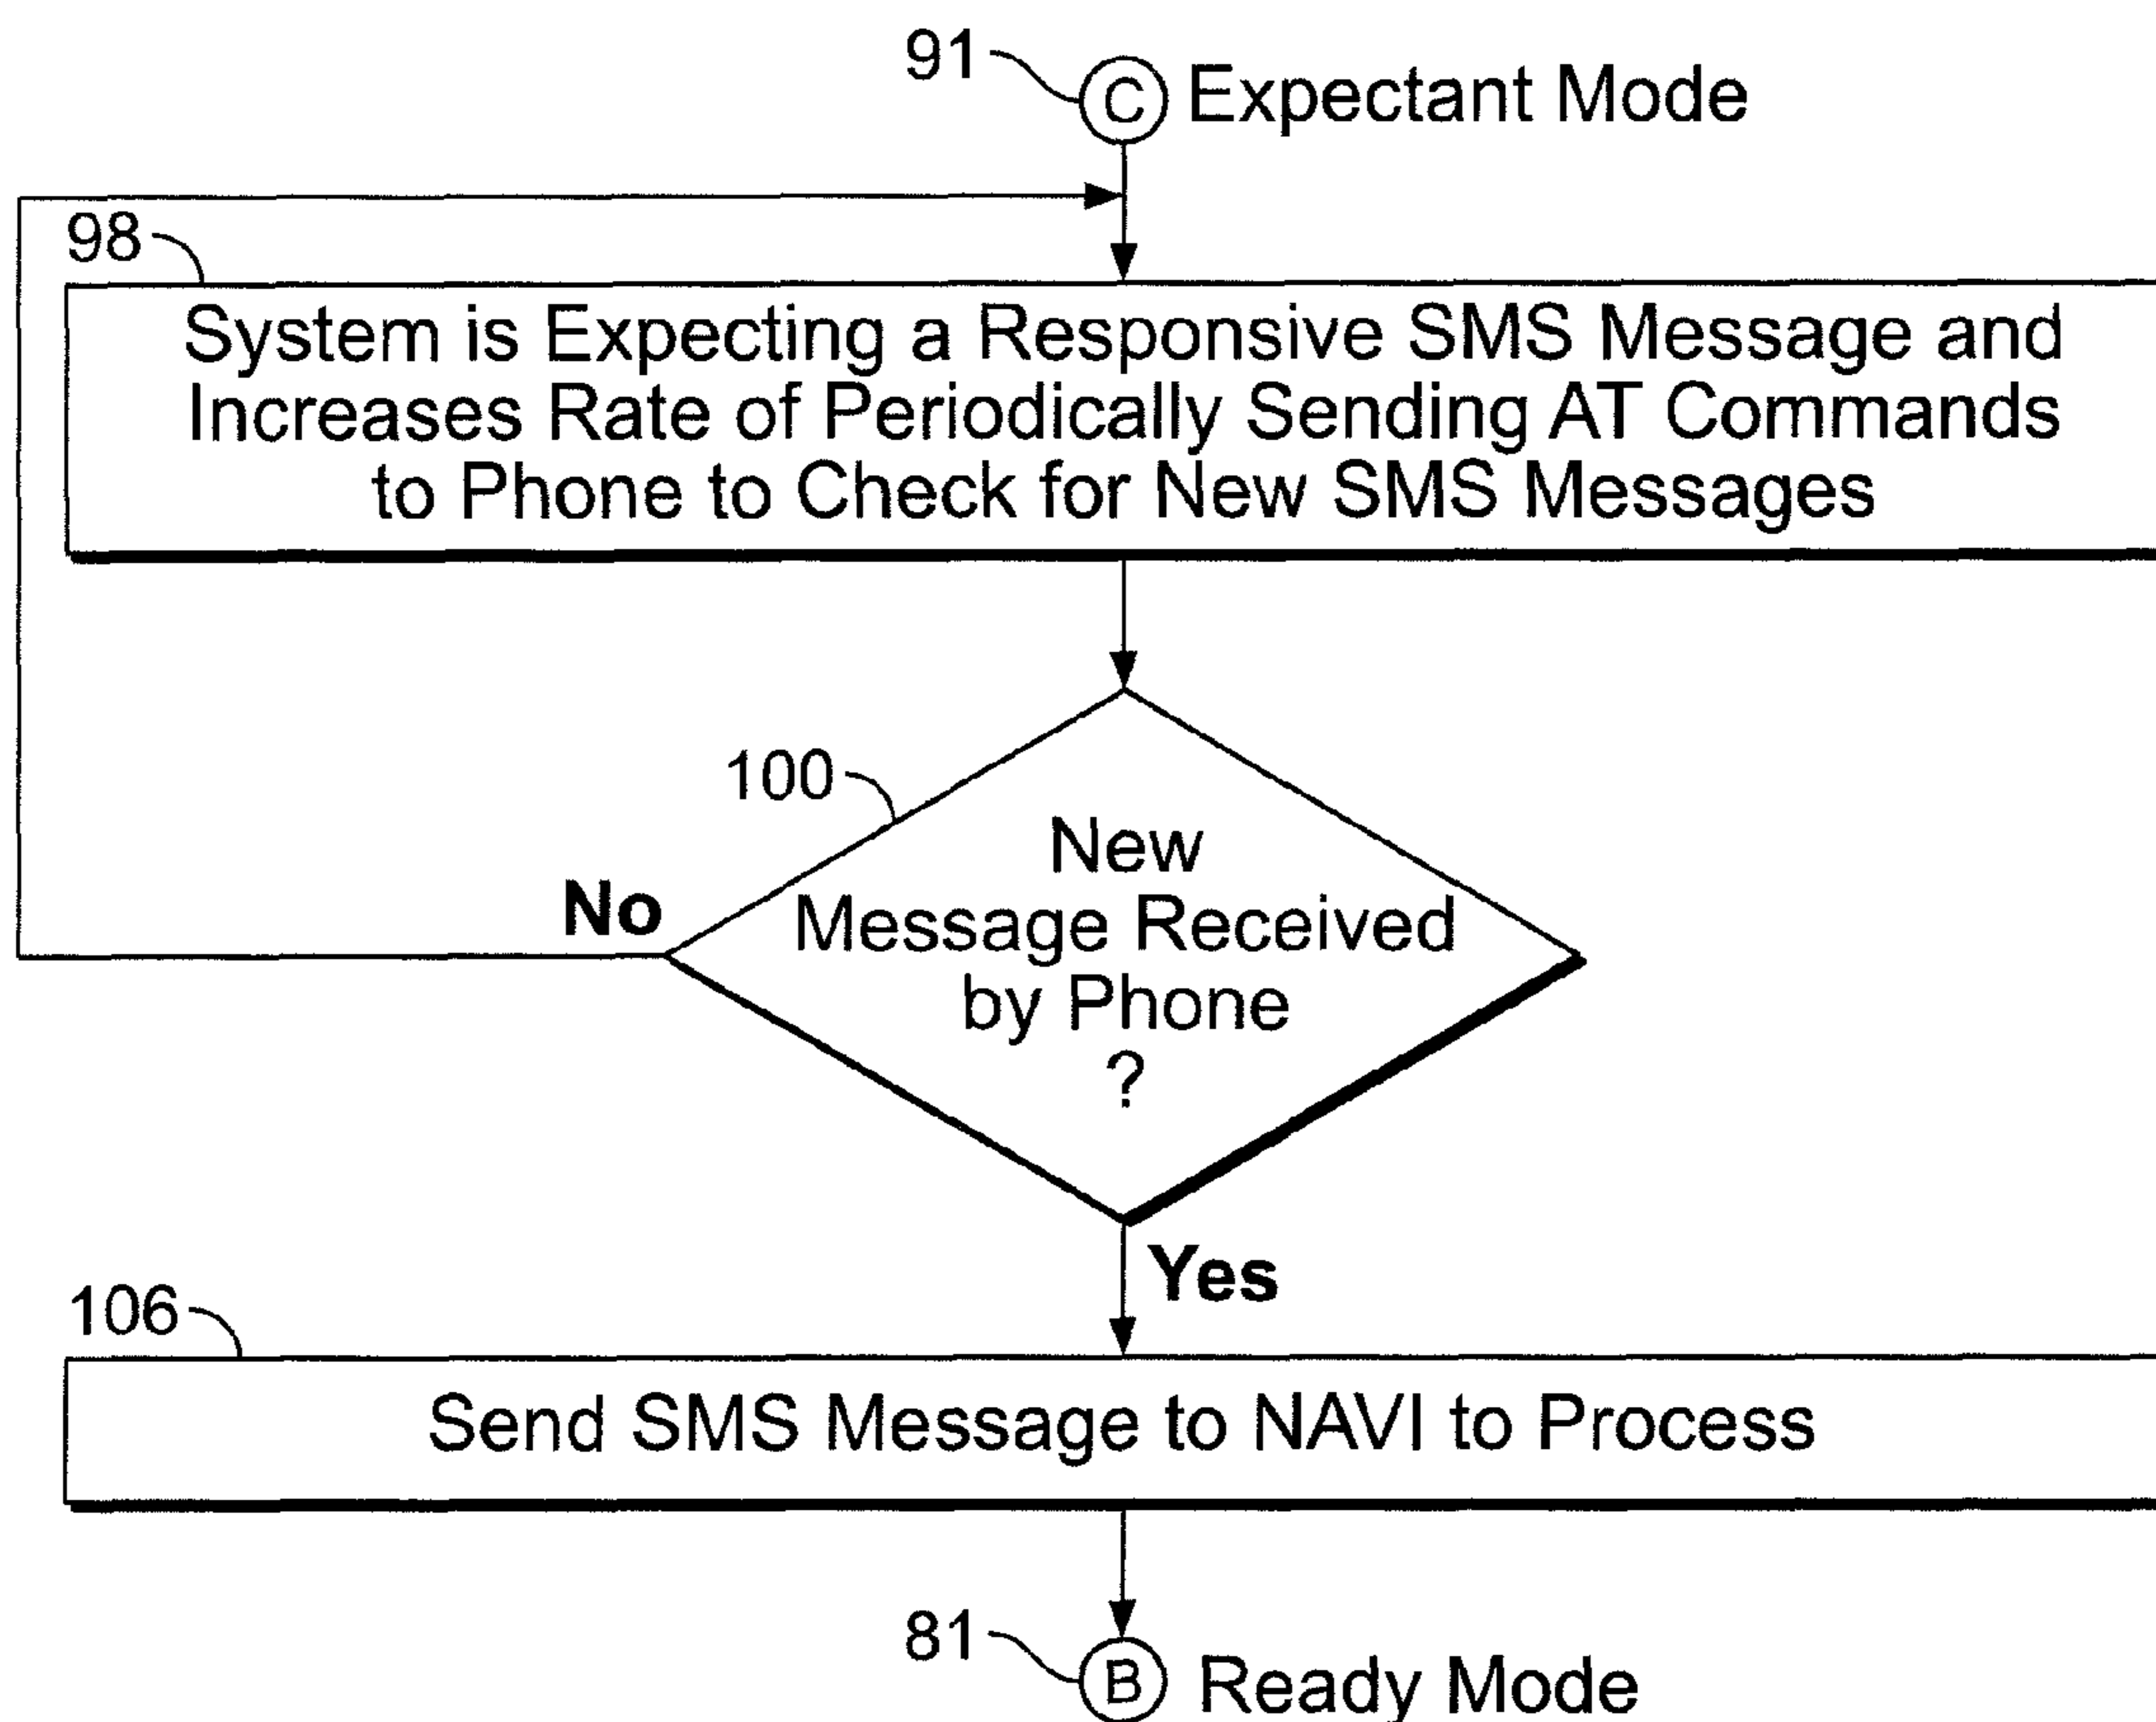 91
C Expectant Mode
98
System is Expecting a Responsive SMS Message and
Increases Rate of Periodically Sending AT Commands
to Phone to Check for New SMS Messages
100
New
Message Received
by Phone
?
No
Yes
106
Send SMS Message to NAVI to Process
81
B Ready Mode